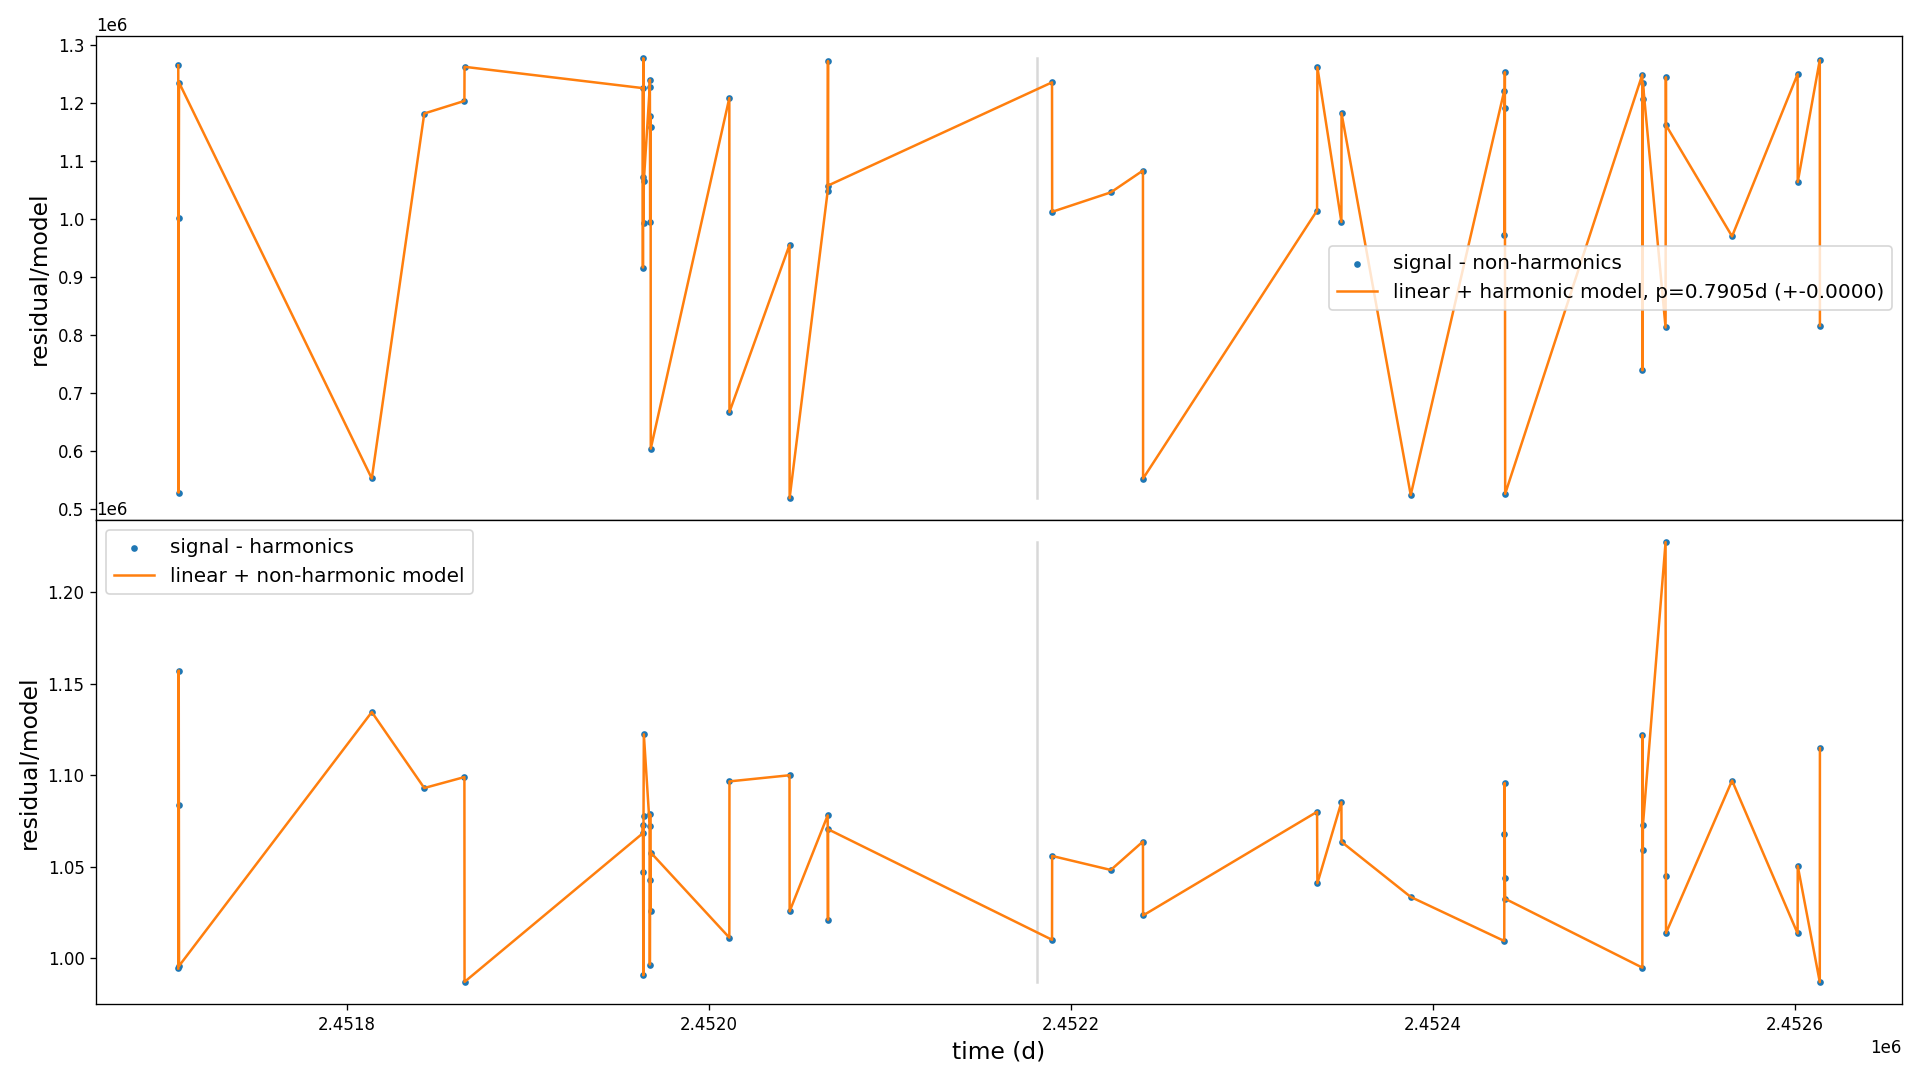 1e6
1.3
1.2
1.1
1.0
0.9
0.8
0.7
0.6
0.5
residual/model
signal - non-harmonics
linear + harmonic model, p=0.7905d (+-0.0000)
1e6
signal - harmonics
linear + non-harmonic model
1.20
1.15
1.10
1.05
1.00
residual/model
2.4518
2.4520
2.4522
2.4524
2.4526
time (d)
1e6